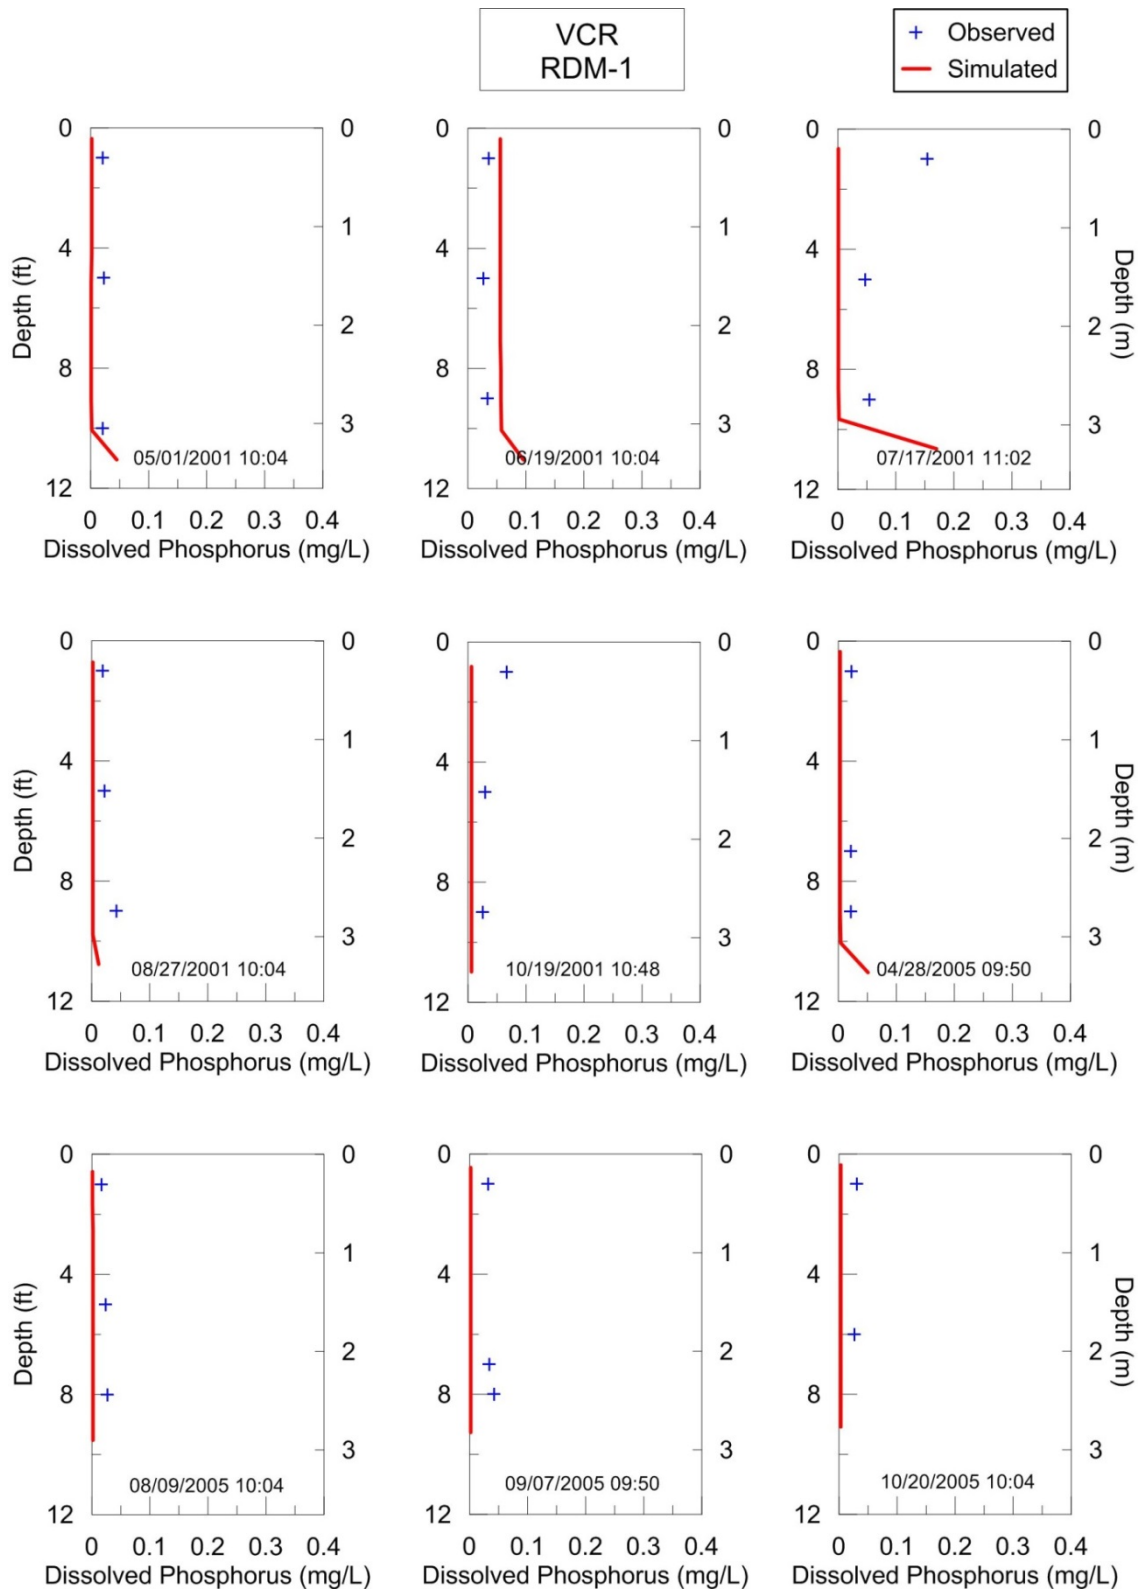 VCR
RDM-1
Observed
Simulated
0 0 0 0 0 0
1 1 1
4 4 4
2 2 2
8 8 8
3 3 3
12 12 12
Depth (ft)
Depth (m)
05/01/2001 10:04
06/19/2001 10:04
07/17/2001 11:02
0 0.1 0.2 0.3 0.4
0 0.1 0.2 0.3 0.4
0 0.1 0.2 0.3 0.4
Dissolved Phosphorus (mg/L)
Dissolved Phosphorus (mg/L)
Dissolved Phosphorus (mg/L)
0 0 0 0 0 0
1 1 1
4 4 4
2 2 2
8 8 8
3 3 3
12 12 12
Depth (ft)
Depth (m)
08/27/2001 10:04
10/19/2001 10:48
04/28/2005 09:50
0 0.1 0.2 0.3 0.4
0 0.1 0.2 0.3 0.4
0 0.1 0.2 0.3 0.4
Dissolved Phosphorus (mg/L)
Dissolved Phosphorus (mg/L)
Dissolved Phosphorus (mg/L)
0 0 0 0 0 0
1 1 1
4 4 4
2 2 2
8 8 8
3 3 3
12 12 12
Depth (ft)
Depth (m)
08/09/2005 10:04
09/07/2005 09:50
10/20/2005 10:04
0 0.1 0.2 0.3 0.4
0 0.1 0.2 0.3 0.4
0 0.1 0.2 0.3 0.4
Dissolved Phosphorus (mg/L)
Dissolved Phosphorus (mg/L)
Dissolved Phosphorus (mg/L)